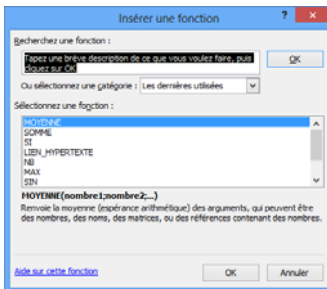 Insérer une fonction
?
x
Recherchez une fonction :
Tapez une brève description de ce que vous voulez faire, puis
cliquez sur OK
OK
Ou sélectionnez une catégorie : Les dernières utilisées
Sélectionnez une fonction :
MOYENNE
SOMME
SI
LIEN_HYPERTEXTE
NB
MAX
SIN
MOYENNE(nombre1;nombre2;...)
Renvoie la moyenne (espérance arithmétique) des arguments, qui peuvent être
des nombres, des noms, des matrices, ou des références contenant des nombres.
Aide sur cette fonction
OK
Annuler